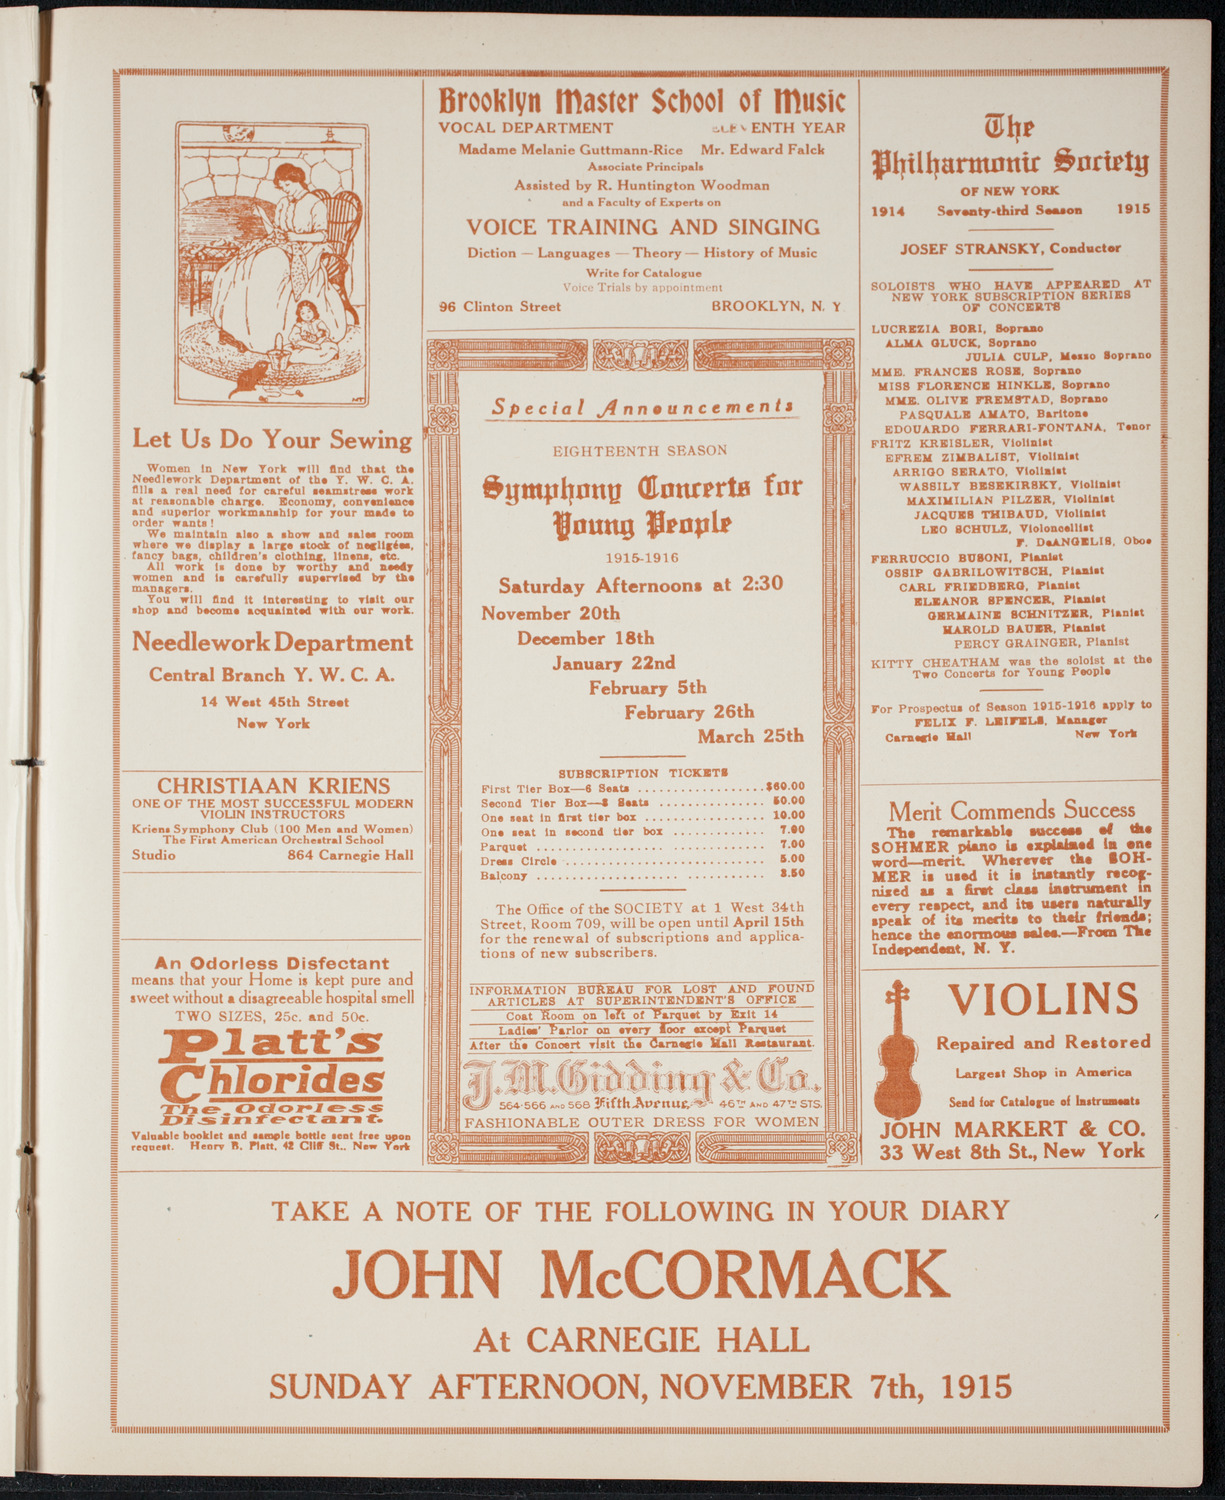 Let Us Do Your Sewing
Women in New York will find that the
Needlework Department of the Y. W. C. A.
fills a real need for careful seamstress work
at reasonable charge. Economy, convenience
and superior workmanship for your made to
order wants!
We maintain also a show and sales room
where we display a large stock of negligées,
fancy bags, children's clothing, linens, etc.
All work is done by worthy and needy
women and is carefully supervised by the
managers.
You will find it interesting to visit our
shop and become acquainted with our work.
Needlework Department
Central Branch Y. W. C. A.
14 West 45th Street
New York
CHRISTIAAN KRIENS
ONE OF THE MOST SUCCESSFUL MODERN
VIOLIN INSTRUCTORS
Kriens Symphony Club (100 Men and Women)
The First American Orchestral School
Studio 864 Carnegie Hall
An Odorless Disfectant
means that your Home is kept pure and
sweet without a disagreeable hospital smell
TWO SIZES, 25c. and 50c.
Platt's
Chlorides
The Odorless
Disinfectant.
Valuable booklet and sample bottle sent free upon
request. Henry B. Platt, 42 Cliff St., New York
Brooklyn Master School of Music
VOCAL DEPARTMENT ENTH YEAR
Madame Melanie Guttmann-Rice Mr. Edward Falck
Associate Principals
Assisted by R. Huntington Woodman
and a Faculty of Experts on
VOICE TRAINING AND SINGING
Diction — Languages — Theory — History of Music
Write for Catalogue
Voice Trials by appointment
96 Clinton Street BROOKLYN, N. Y
Special Announcements
EIGHTEENTH SEASON
Symphony Concerts for
Young People
1915-1916
Saturday Afternoons at 2:30
November 20th
December 18th
January 22nd
February 5th
February 26th
March 25th
SUBSCRIPTION TICKETS
First Tier Box—6 Seats .................. $60.00
Second Tier Box—8 Seats ............... 50.00
One seat in first tier box ................. 10.00
One seat in second tier box ............ 7.00
Parquet ................................. 7.00
Dress Circle ............................ 5.00
Balcony ................................ 3.50
The Office of the SOCIETY at 1 West 34th
Street, Room 709, will be open until April 15th
for the renewal of subscriptions and applica-
tions of new subscribers.
INFORMATION BUREAU FOR LOST AND FOUND
ARTICLES AT SUPERINTENDENT'S OFFICE
Coat Room on left of Parquet by Exit 14
Ladies' Parlor on every floor except Parquet
After the Concert visit the Carnegie Hall Restaurant.
J.M. Gidding & Co.
564-566 AND 568 Fifth Avenue, 46TH AND 47TH STS.
FASHIONABLE OUTER DRESS FOR WOMEN
The
Philharmonic Society
OF NEW YORK
1914 Seventy-third Season 1915
JOSEF STRANSKY, Conductor
SOLOISTS WHO HAVE APPEARED AT
NEW YORK SUBSCRIPTION SERIES
OF CONCERTS
LUCREZIA BORI, Soprano
ALMA GLUCK, Soprano
JULIA CULP, Mezzo Soprano
MME. FRANCES ROSE, Soprano
MISS FLORENCE HINKLE, Soprano
MME. OLIVE FREMSTAD, Soprano
PASQUALE AMATO, Baritone
EDOUARDO FERRARI-FONTANA, Tenor
FRITZ KREISLER, Violinist
EFREM ZIMBALIST, Violinist
ARRIGO SERATO, Violinist
WASSILY BESEKIRSKY, Violinist
MAXIMILIAN PILZER, Violinist
JACQUES THIBAUD, Violinist
LEO SCHULZ, Violoncellist
F. DeANGELIS, Oboe
FERRUCCIO BUSONI, Pianist
OSSIP GABRILOWITSCH, Pianist
CARL FRIEDBERG, Pianist
ELEANOR SPENCER, Pianist
GERMAINE SCHNITZER, Pianist
HAROLD BAUER, Pianist
PERCY GRAINGER, Pianist
KITTY CHEATHAM was the soloist at the
Two Concerts for Young People
For Prospectus of Season 1915-1916 apply to
FELIX F. LEIFELS, Manager
Carnegie Hall New York
Merit Commends Success
The remarkable success of the
SOHMER piano is explained in one
word—merit. Wherever the SOH-
MER is used it is instantly recog-
nized as a first class instrument in
every respect, and its users naturally
speak of its merits to their friends;
hence the enormous sales.—From The
Independent, N. Y.
VIOLINS
Repaired and Restored
Largest Shop in America
Send for Catalogue of Instruments
JOHN MARKERT & CO.
33 West 8th St., New York
TAKE A NOTE OF THE FOLLOWING IN YOUR DIARY
JOHN McCORMACK
At CARNEGIE HALL
SUNDAY AFTERNOON, NOVEMBER 7th, 1915